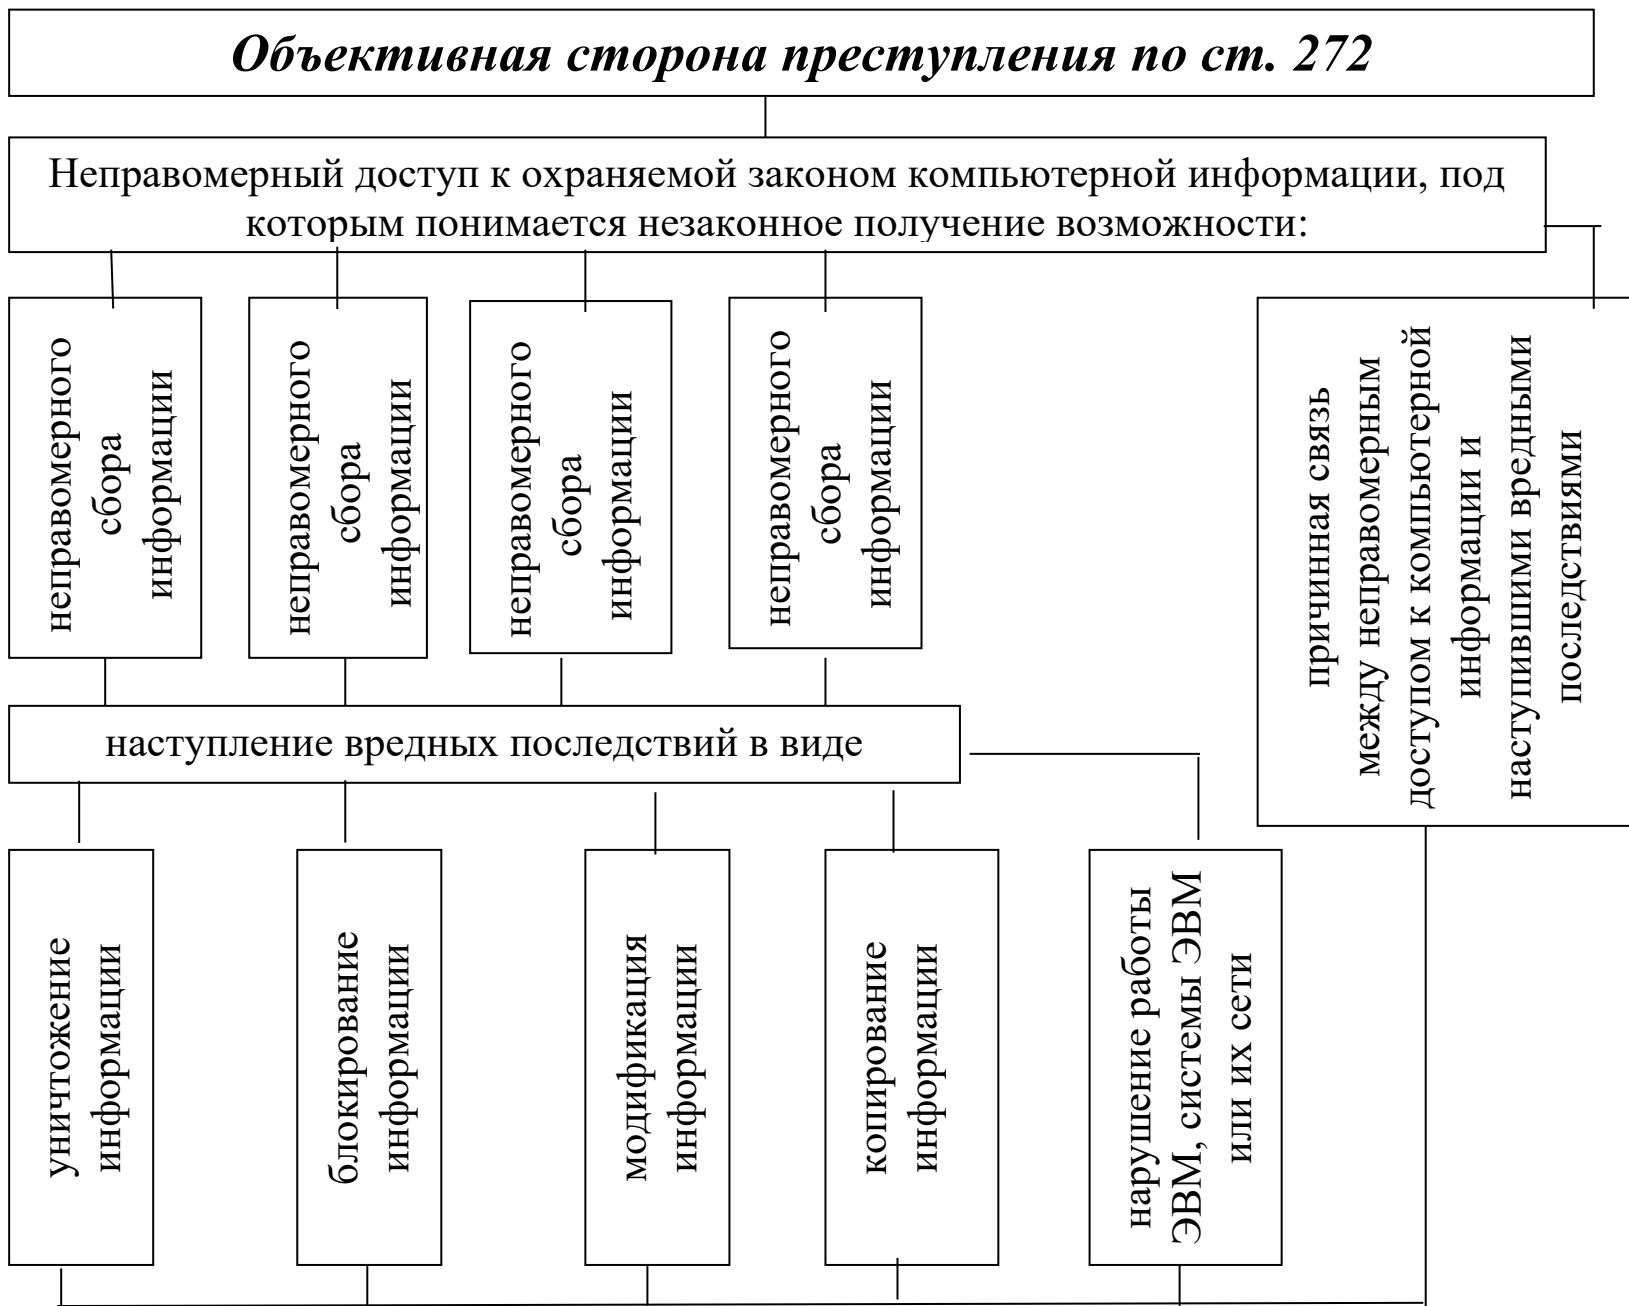 Объективная сторона преступления по ст. 272
Неправомерный доступ к охраняемой законом компьютерной информации, под
которым понимается незаконное получение возможности:
неправомерного
сбора
информации
неправомерного
сбора
информации
неправомерного
сбора
информации
неправомерного
сбора
информации
причинная связь
между неправомерным
доступом к компьютерной
информации и
наступившими вредными
последствиями
наступление вредных последствий в виде
уничтожение
информации
блокирование
информации
модификация
информации
копирование
информации
нарушение работы
ЭВМ, системы ЭВМ
или их сети